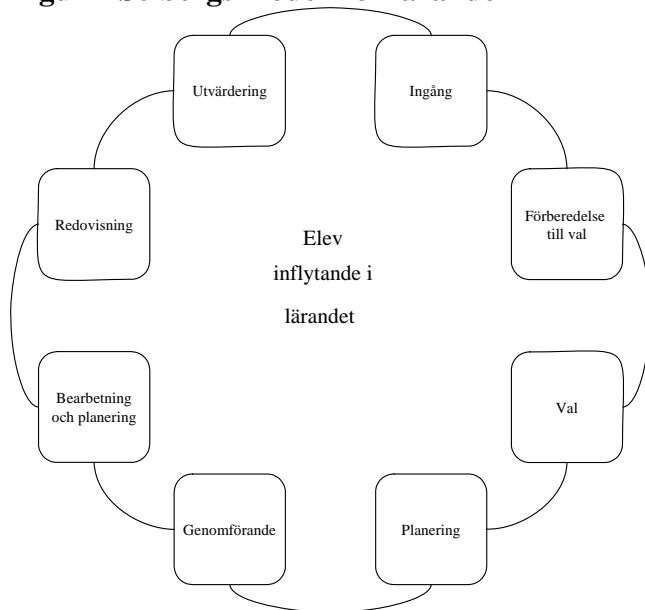 Utvärdering
Ingång
Förberedelse
till val
Val
Planering
Genomförande
Bearbetning
och planering
Redovisning
Elev
inflytande i
lärandet